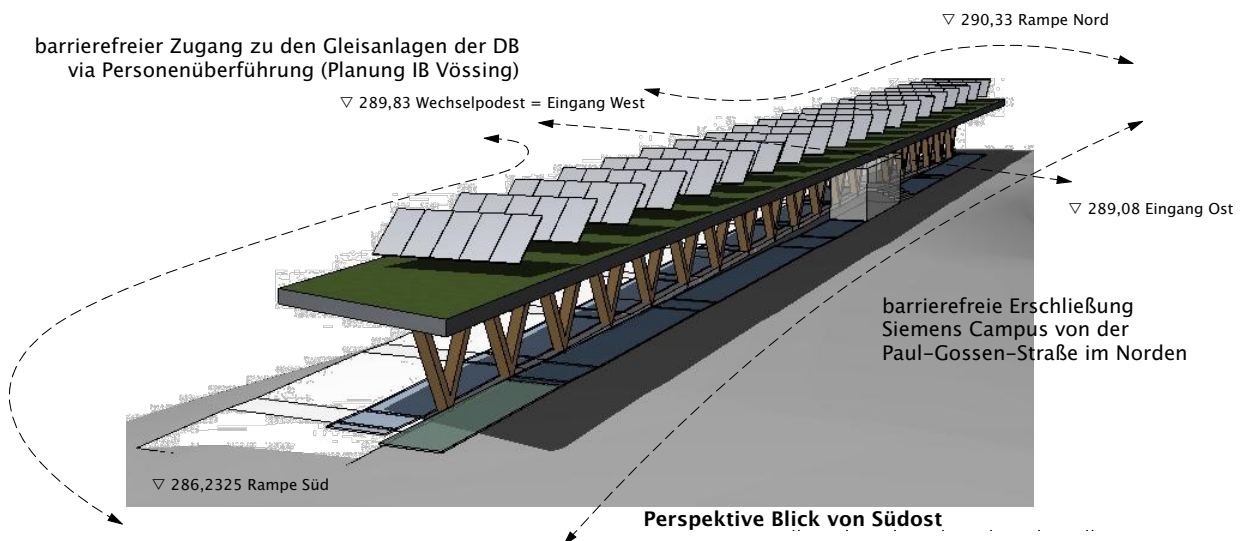 ▽ 290,33 Rampe Nord
barrierefreier Zugang zu den Gleisanlagen der DB
via Personenüberführung (Planung IB Vössing)
▽ 289,83 Wechselpodest = Eingang West
▽ 289,08 Eingang Ost
barrierefreie Erschließung
Siemens Campus von der
Paul-Gossen-Straße im Norden
▽ 286,2325 Rampe Süd
Perspektive Blick von Südost